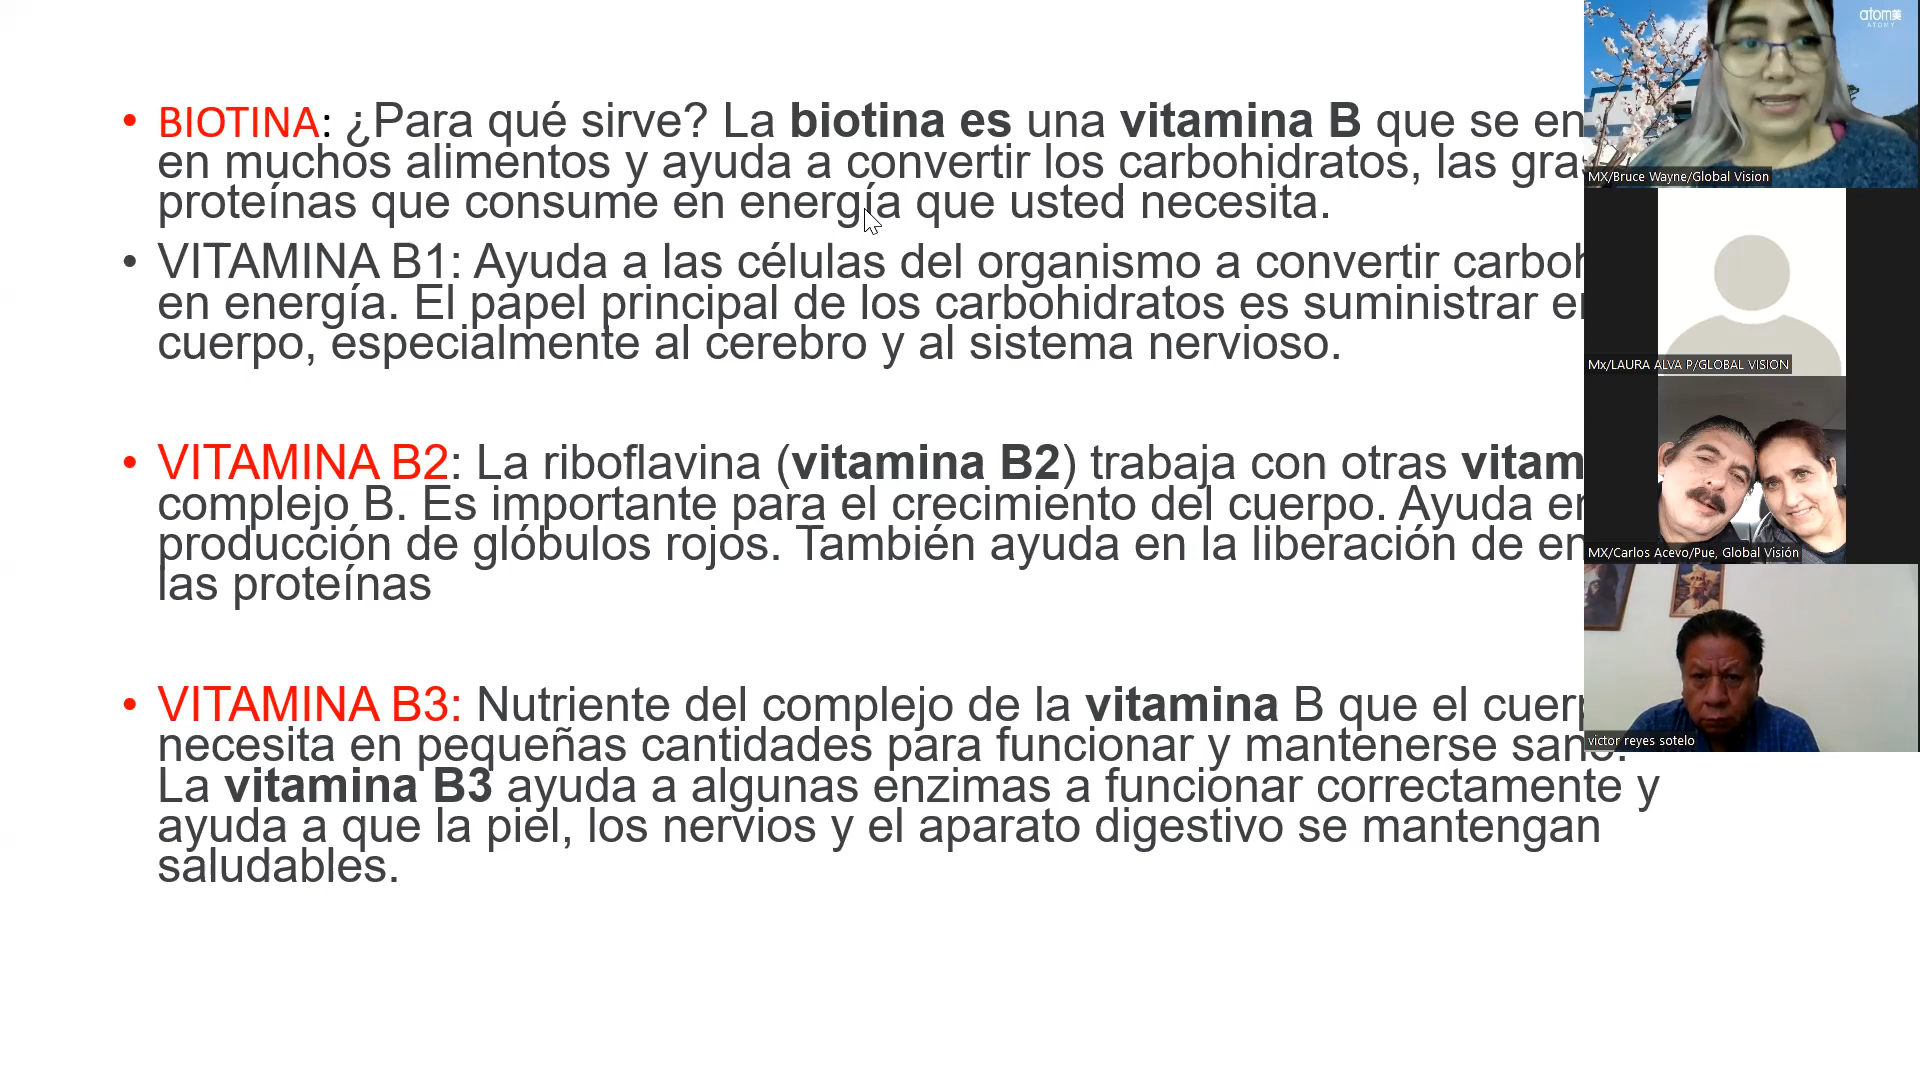 • BIOTINA: ¿Para qué sirve? La biotina es una vitamina B que se en
en muchos alimentos y ayuda a convertir los carbohidratos, las gra
proteínas que consume en energía que usted necesita.
• VITAMINA B1: Ayuda a las células del organismo a convertir carboh
en energía. El papel principal de los carbohidratos es suministrar en
cuerpo, especialmente al cerebro y al sistema nervioso.
• VITAMINA B2: La riboflavina (vitamina B2) trabaja con otras vitam
complejo B. Es importante para el crecimiento del cuerpo. Ayuda en
producción de glóbulos rojos. También ayuda en la liberación de en
las proteínas
• VITAMINA B3: Nutriente del complejo de la vitamina B que el cuerp
necesita en pequeñas cantidades para funcionar y mantenerse sano.
La vitamina B3 ayuda a algunas enzimas a funcionar correctamente y
ayuda a que la piel, los nervios y el aparato digestivo se mantengan
saludables.
atom美
MX/Bruce Wayne/Global Vision
Mx/LAURA ALVA P/GLOBAL VISION
MX/Carlos Acevo/Pue, Global Visión
victor reyes sotelo